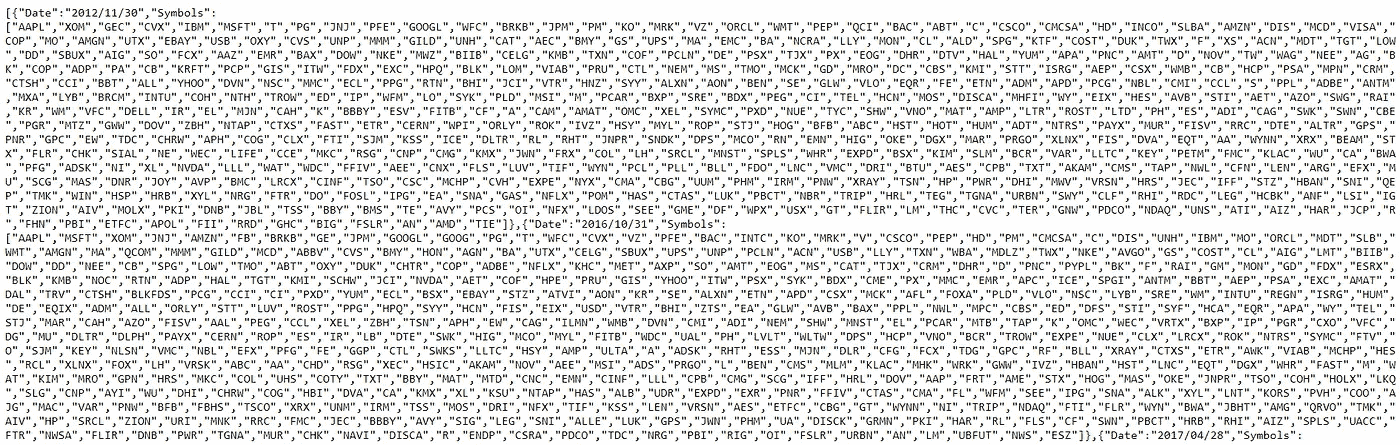 [{"Date":"2012/11/30","Symbols":
["AAPL","XOM","GEC","CVX","IBM","MSFT","T","PG","JNJ","PFE","GOOGL","WFC","BRKB","JPM","PM","KO","MRK","VZ","ORCL","WMT","PEP","QCI","BAC","ABT","C","CSCO","CMCSA","HD","INCO","SLBA","AMZN","DIS","MCD","VISA",
COP","MO","AMGN","UTX","EBAY","USB","OXY","CVS","UNP","MMM","GILD","UNH","CAT","AEC","BMY","GS","UPS","MA","EMC","BA","NCRA","LLY","MON","CL","ALD","SPG","KTF","COST","DUK","TWX","F","XS","ACN","MDT","TGT","LOW
","DD","SBUX","AIG","SO","FCX","AAZ","EMR","BAX","DOW","NKE","MWZ","BIIB","CELG","KMB","TXN","COF","PCLN","DE","PSX","TJX","PX","EOG","DHR","DTV","HAL","YUM","APA","PNC","AMT","D","NOV","TW","WAG","NEE","AG","B
K","COP","ADP","PA","CB","KRFT","PCP","GIS","ITW","FDX","EXC","HPQ","BLK","LOM","VIAB","PRU","CTL","NEM","NS","TMO","MCK","GD","MRO","DC","CBS","KMI","STT","ISRG","AEP","CSX","WMB","CB","HCP","PSA","MPN","CRM"
"CTSH","CCI","BBT","ALL","YHOO","DVN","NSC","MMC","ECL","PPG","RTN","BHI","JCI","VTR","HNZ","SYY","ALXN","AON","BEN","SE","GLW","VLO","EQR","FE","ETN","ADM","APD","PCG","NBL","CMI","CCL","S","PPL","ADBE","ANTM"
,"MXA","LYB","BRCM","INTU","COH","NTH","TROW","ED","IP","WFM","LO","SYK","PLD","HSI","M","PCAR","BXP","SRE","BDX","PEG","CI","TEL","HCN","MOS","DISCA","MHFI","WY","EIX","HES","AVB","STI","AET","AZO","SWG","RAI"
,"KR","WM","VFC","DELL","IR","EL","MJN","CAH","K","BBBY","ESV","FITB","CF","A","CAM","AMAT","OMC","XEL","SYMC","PXD","NUE","TYC","SHW","VNO","MAT","AMP","LTR","ROST","LTD","PH","ES","ADI","CAG","SWK","SWN","CBE
","PGR","MTZ","GWW","DOV","ZBH","NTAP","CTXS","FAST","ETR","CERN","WPI","ORLY","ROK","IVZ","HSY","MYL","ROP","STJ","HOG","BFB","ABC","HST","HOT","HUM","ADT","NTRS","PAYX","MUR","FISV","RRC","DTE","ALTR","GPS","I
PNR","GPC","EW","TDC","CHRW","APH","COG","CLX","FTI","SJM","KSS","ICE","DLTR","RL","RHT","JNPR","SNDK","DPS","MCO","RN","EMN","HIG","OKE","DGX","MAR","PRGO","XLNX","FIS","DVA","EQT","AA","WYNN","XRX","BEAM","ST
X","FLR","CHK","SIAL","NE","WEC","LIFE","CCE","MKC","RSG","CNP","CMG","KMX","JWN","FRX","COL","LH","SRCL","MNST","SPLS","WHR","EXPD","BSX","KIM","SLM","BCR","VAR","LLTC","KEY","PETM","FMC","KLAC","WU","CA","BWA
","PFG","ADSK","NI","XL","NVDA","LLL","WAT","WDC","FFIV","AEE","CNX","FLS","LUV","TIF","WYN","PCL","PLL","BLL","FDO","LNC","VMC","DRI","BTU","AES","CPB","TXT","AKAM","CMS","TAP","NWL","CFN","LEN","ARG","EFX","M
U","SCG","MAS","DNR","JOY","AVP","BMC","LRCX","CINF","TSO","CSC","MCHP","CVH","EXPE","NYX","CMA","CBG","UUM","PHM","IRM","PNW","XRAY","TSN","HP","PWR","DHI","MWV","VRSN","HRS","JEC","IFF","STZ","HBAN","SNI","QE
P","TMK","WIN","HSP","HRB","XYL","NRG","FTR","DO","FOSL","IPG","EA","SNA","GAS","NFLX","POM","HAS","CTAS","LUK","PBCT","NBR","TRIP","HRL","TEG","TGNA","URBN","SWY","CLF","RHI","RDC","LEG","HCBK","ANF","LSI","IG
T","ZION","AIV","MOLX","PKI","DNB","JBL","TSS","BBY","BMS","TE","AVY","PCS","OI","NFX","LDOS","SEE","GME","DF","WPX","USX","GT","FLIR","LM","THC","CVC","TER","GNW","PDCO","NDAQ","UNS","ATI","AIZ","HAR","JCP","R
","FHN","PBI","ETFC","APOL","FII","RRD","GHC","BIG","FSLR","AN","AMD","TIE"]},{"Date":"2016/10/31","Symbols":
["AAPL","MSFT","XOM","JNJ","AMZN","FB","BRKB","GE","JPM","GOOGL","GOOG","PG","T","WFC","CVX","VZ","PFE","BAC","INTC","KO","MRK","V","CSCO","PEP","HD","PM","CMCSA","C","DIS","UNH","IBM","MO","ORCL","MDT","SLB","
WMT","AMGN","MA","QCOM","MMM","GILD","MCD","ABBV","CVS","BMY","HON","AGN","BA","UTX","CELG","SBUX","UPS","UNP","PCLN","ACN","USB","LLY","TXN","WBA","MDLZ","TWX","NKE","AVGO","GS","COST","CL","AIG","LMT","BIIB"
"DOW","DD","NEE","CB","SPG","LOW","TMO","ABT","OXY","DUK","CHTR","COP","ADBE","NFLX","KHC","MET","AXP","SO","AMT","EOG","MS","CAT","TJX","CRM","DHR","D","PNC","PYPL","BK","F","RAI","GM","MON","GD","FDX","ESRX",
"BLK","KMB","NOC","RTN","ADP","HAL","TGT","KMI","SCHW","JCI","NVDA","AET","COF","HPE","PRU","GIS","YHOO","ITW","PSX","SYK","BDX","CME","PX","MMC","EMR","APC","ICE","SPGI","ANTM","BBT","AEP","PSA","EXC","AMAT",
DAL","TRV","CTSH","BLKFDS","PCG","CCI","CI","PXD","YUM","ECL","BSX","EBAY","STZ","ATVI","AON","KR","SE","ALXN","ETN","APD","CSX","MCK","AFL","FOXA","PLD","VLO","NSC","LYB","SRE","WM","INTU","REGN","ISRG","HUM"
"DE","EQIX","ADM","ALL","ORLY","STT","LUV","ROST","PPG","HPQ","SYY","HCN","FIS","EIX","USD","VTR","BHI","ZTS","EA","GLW","AVB","BAX","PPL","NWL","MPC","CBS","ED","DFS","STI","SYF","HCA","EQR","APA","WY","TEL","
STJ","MAR","CAH","AZO","FISV","AAL","PEG","CCL","XEL","ZBH","TSN","APH","EW","CAG","ILMN","WMB","DVN","CMI","ADI","NEM","SHW","MNST","EL","PCAR","MTB","TAP","K","OMC","WEC","VRTX","BXP","IP","PGR","CXO","VFC",
DG","MU","DLTR","DLPH","PAYX","CERN","ROP","ES","IR","LB","DTE","SWK","HIG","MCO","MYL","FITB","WDC","UAL","PH","LVLT","WLTW","DPS","HCP","VNO","BCR","TROW","EXPE","NUE","CLX","LRCX","ROK","NTRS","SYMC","FTV",
O","SJM","KEY","NLSN","VMC","NBL","EFX","PFG","FE","GGP","CTL","SWKS","LLTC","HSY","AMP","ULTA","A","ADSK","RHT","ESS","MJN","DLR","CFG","FCX","TDG","GPC","RF","BLL","XRAY","CTXS","ETR","AWK","VIAB","MCHP","HES
","RCL","XLNX","FOX","LH","VRSK","ABC","AA","CHD","RSG","XEC","HSIC","AKAM","NOV","AEE","MSI","ADS","PRGO","L","BEN","CMS","MLM","KLAC","MHK","WRK","GWW","IVZ","HBAN","HST","LNC","EQT","DGX","WHR","FAST","M","W
AT","KIM","MRO","GPN","HRS","MKC","COL","UHS","COTY","TXT","BBY","MAT","MTD","CNC","EMN","CINF","LLL","CPB","CMG","SCG","IFF","HRL","DOV","AAP","FRT","AME","STX","HOG","MAS","OKE","JNPR","TSO","COH","HOLX","LKQ
","SLG","CNP","AYI","WU","DHI","CHRW","COG","HBI","DVA","CA","KMX","XL","KSU","NTAP","HAS","ALB","UDR","EXPD","EXR","PNR","FFIV","CTAS","CMA","FL","WFM","SEE","IPG","SNA","ALK","XYL","LNT","KORS","PVH","COO","A
JG","MAC","VAR","PNW","BFB","FBHS","TSCO","XRX","UNM","IRM","TSS","MOS","DRI","NFX","TIF","KSS","LEN","VRSN","AES","ETFC","CBG","GT","WYNN","NI","TRIP","NDAQ","FTI","FLR","WYN","BWA","JBHT","AMG","QRVO","TMK",
AIV","HP","SRCL","ZION","URI","MNK","RRC","FMC","JEC","BBBY","AVY","SIG","LEG","SNI","ALLE","LUK","GPS","JWN","PHM","UA","DISCK","GRMN","PKI","HAR","RL","FLS","CF","SWN","PBCT","HRB","RHI","AIZ","SPLS","UACC",
FTR","NWSA","FLIR","DNB","PWR","TGNA","MUR","CHK","NAVI","DISCA","R","ENDP","CSRA","PDCO","TDC","NRG","PBI","RIG","OI","FSLR","URBN","AN","LM","UBFUT","NWS","ESZ"]},{"Date":"2017/04/28","Symbols":